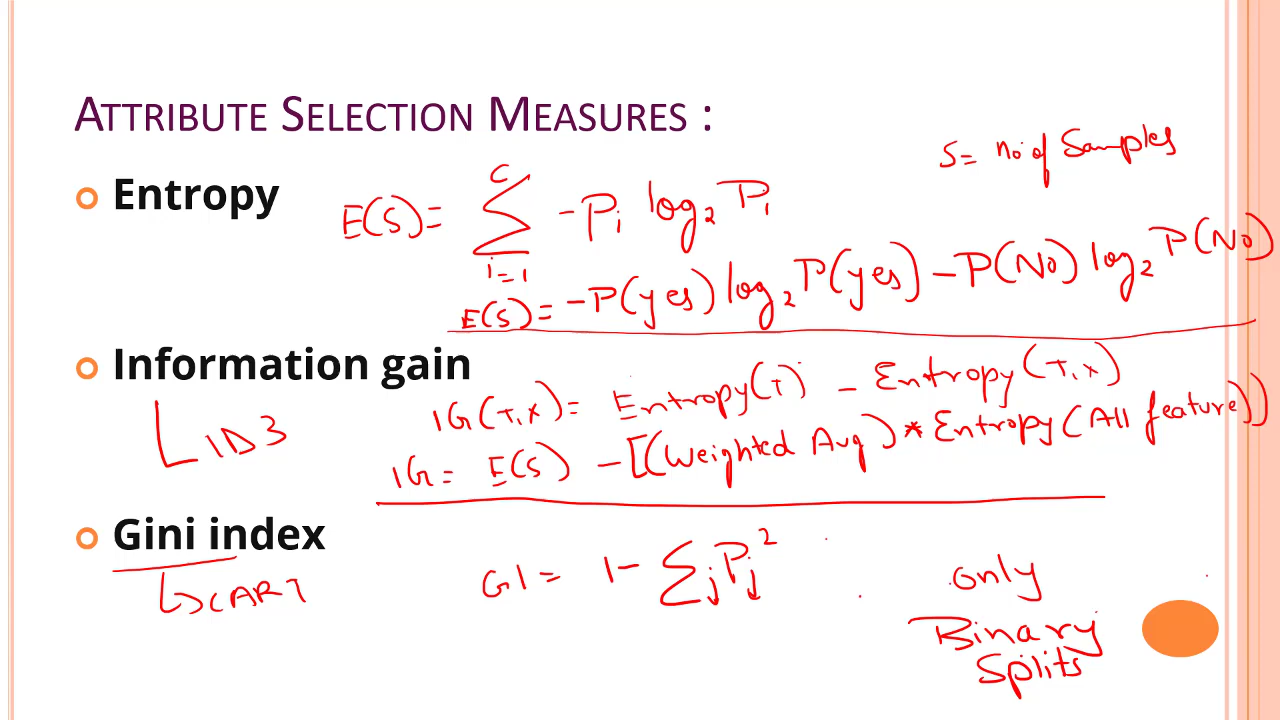 ATTRIBUTE SELECTION MEASURES :
S = no of Samples
Entropy
E(S) = Σ_{i=1}^{C} -P_i log_2 P_i
E(S) = -P(yes) log_2 P(yes) - P(No) log_2 P(No)
Information gain
ID3
IG(T,X) = Entropy(T) - Entropy(T,X)
IG = E(S) - [(Weighted Avg) * Entropy(All feature))
Gini index
CART
GI = 1 - Σ_j P_j^2
only
Binary
Splits